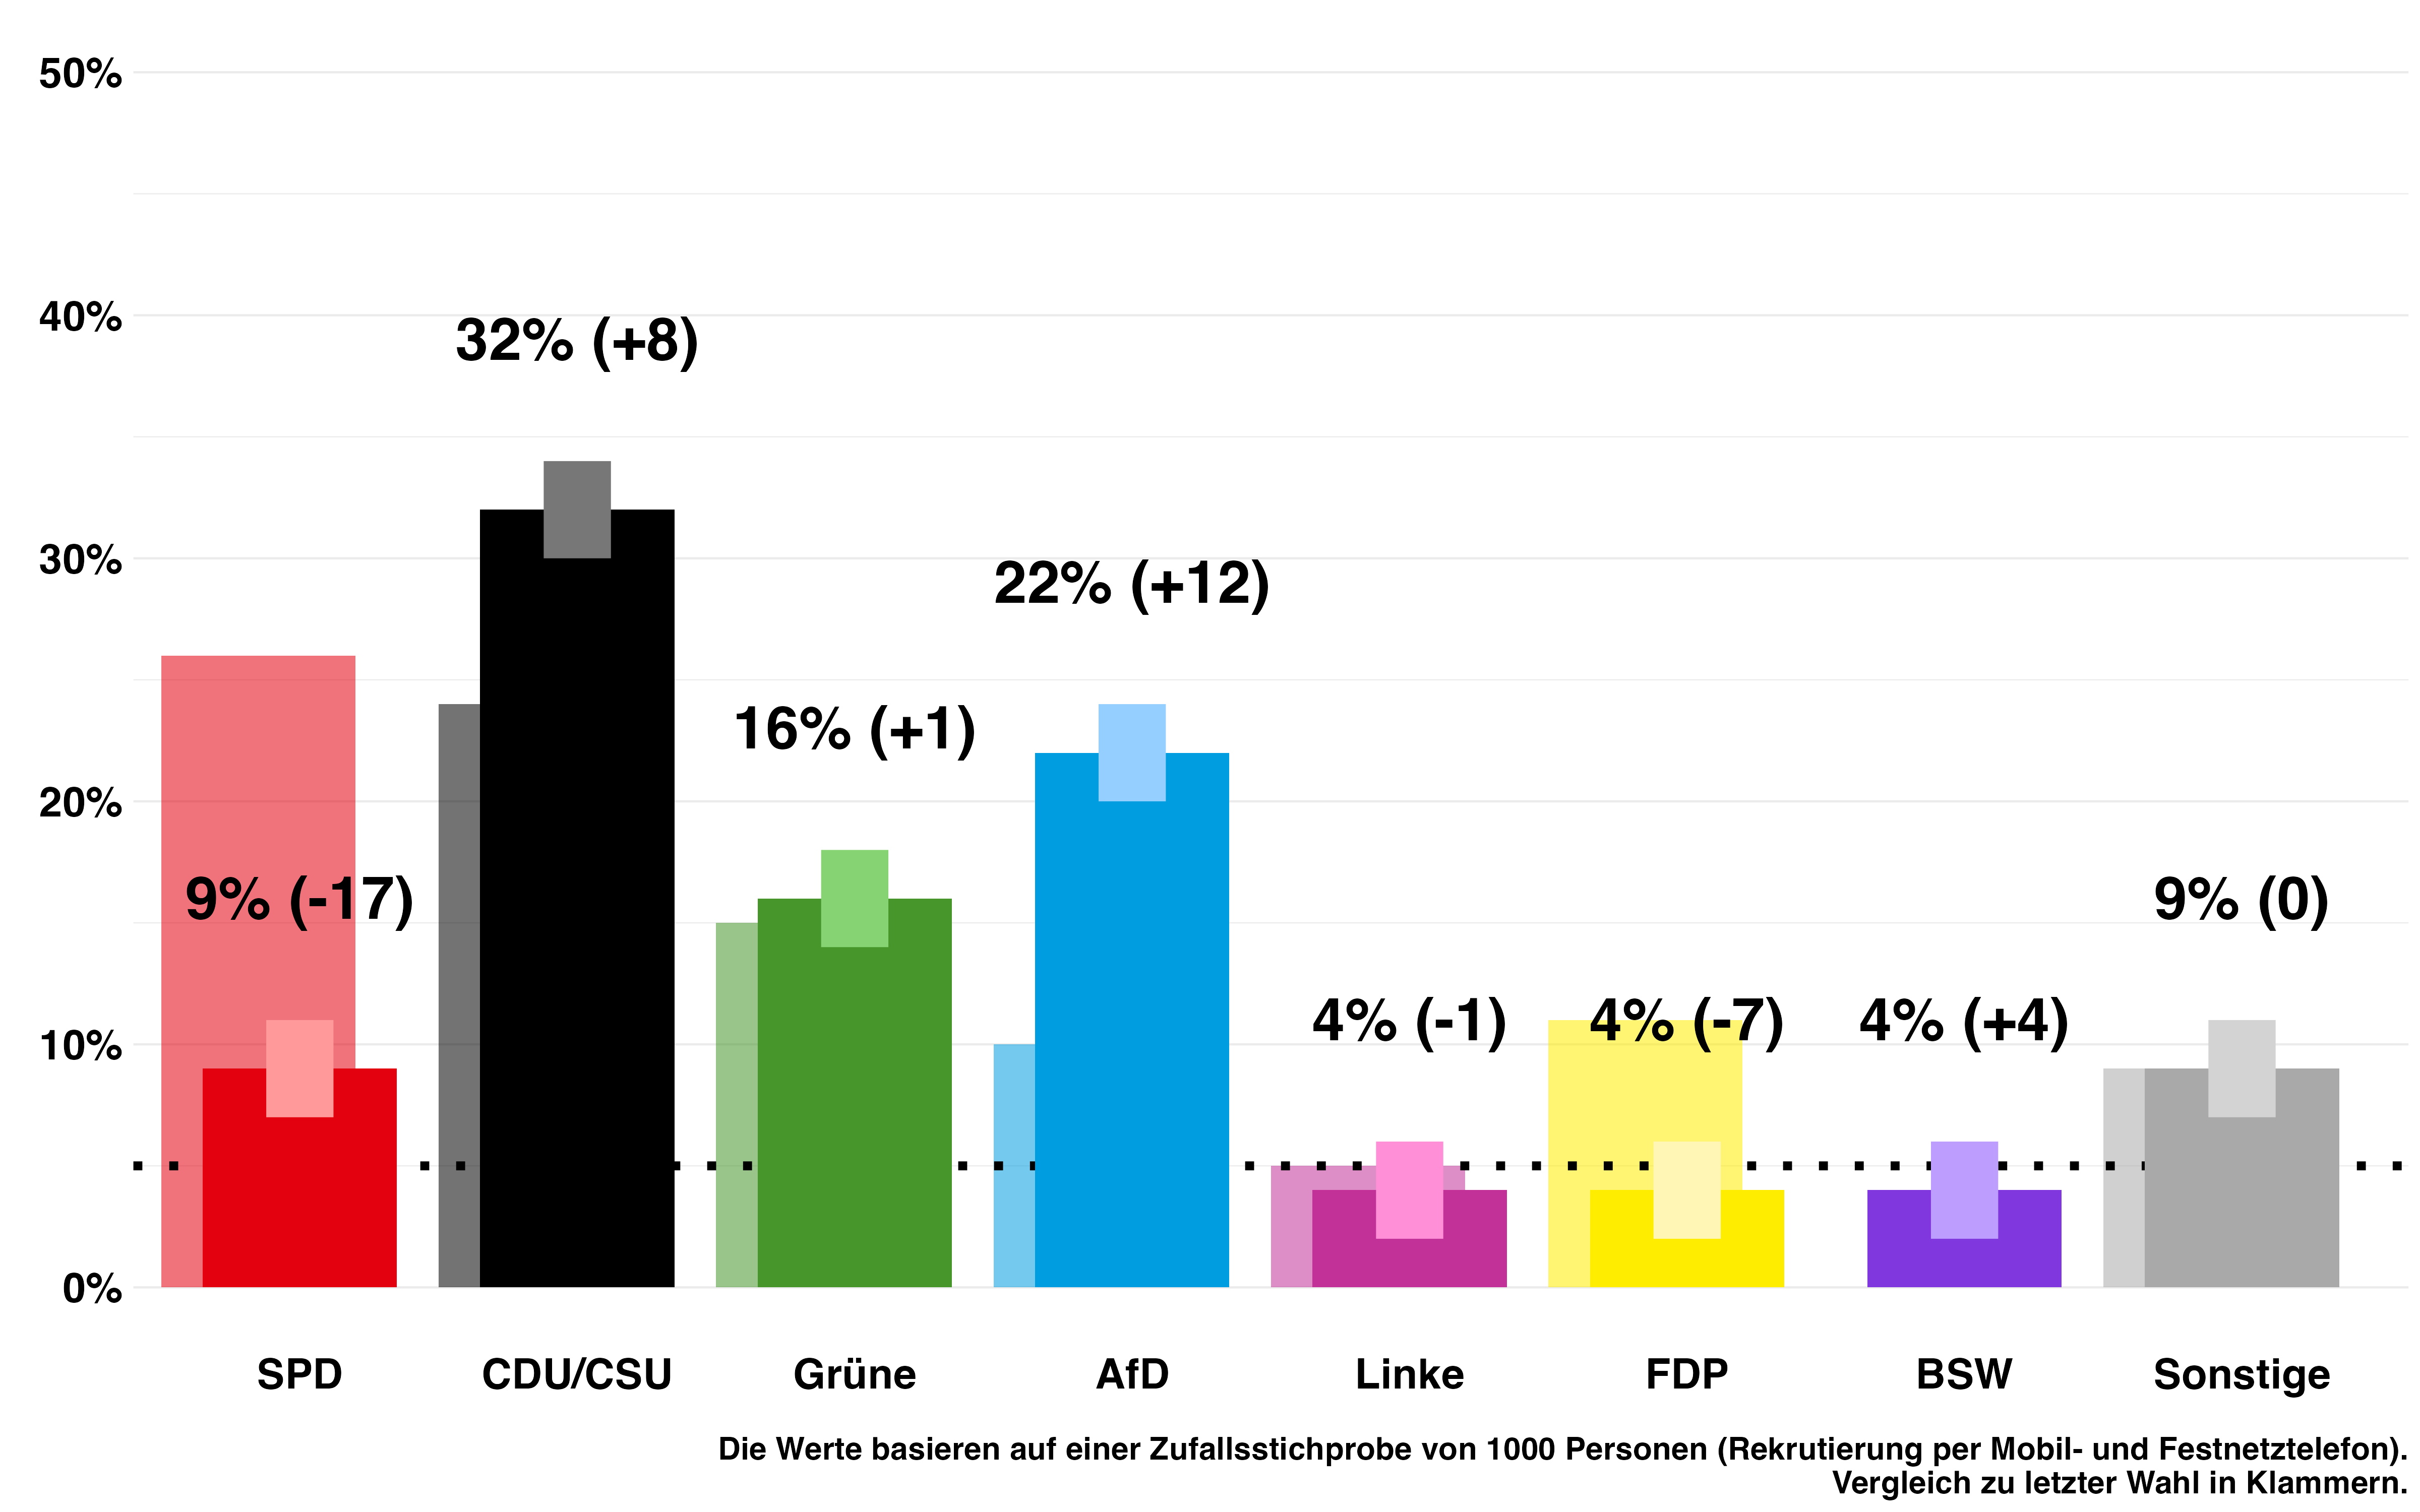 50%
40%
30%
20%
10%
0%
32% (+8)
22% (+12)
16% (+1)
9% (-17)
9% (0)
4% (-1)
4% (-7)
4% (+4)
SPD
CDU/CSU
Grüne
AfD
Linke
FDP
BSW
Sonstige
Die Werte basieren auf einer Zufallsstichprobe von 1000 Personen (Rekrutierung per Mobil- und Festnetztelefon).
Vergleich zu letzter Wahl in Klammern.